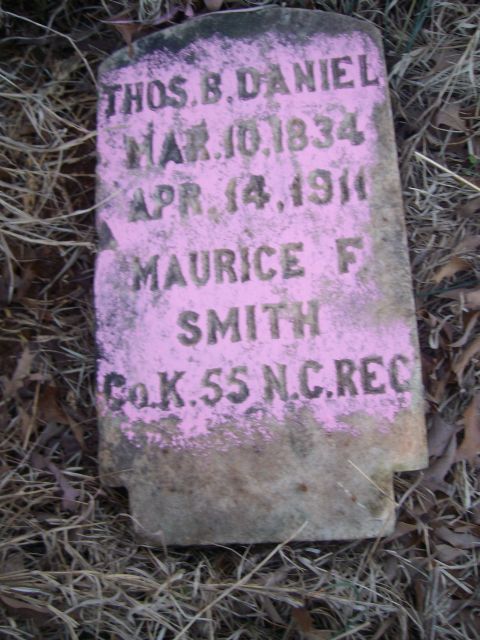 THOS. B. DANIEL
MAR. 10. 1834
APR. 14. 1911
MAURICE F
SMITH
CO. K. 55 N. C. REC